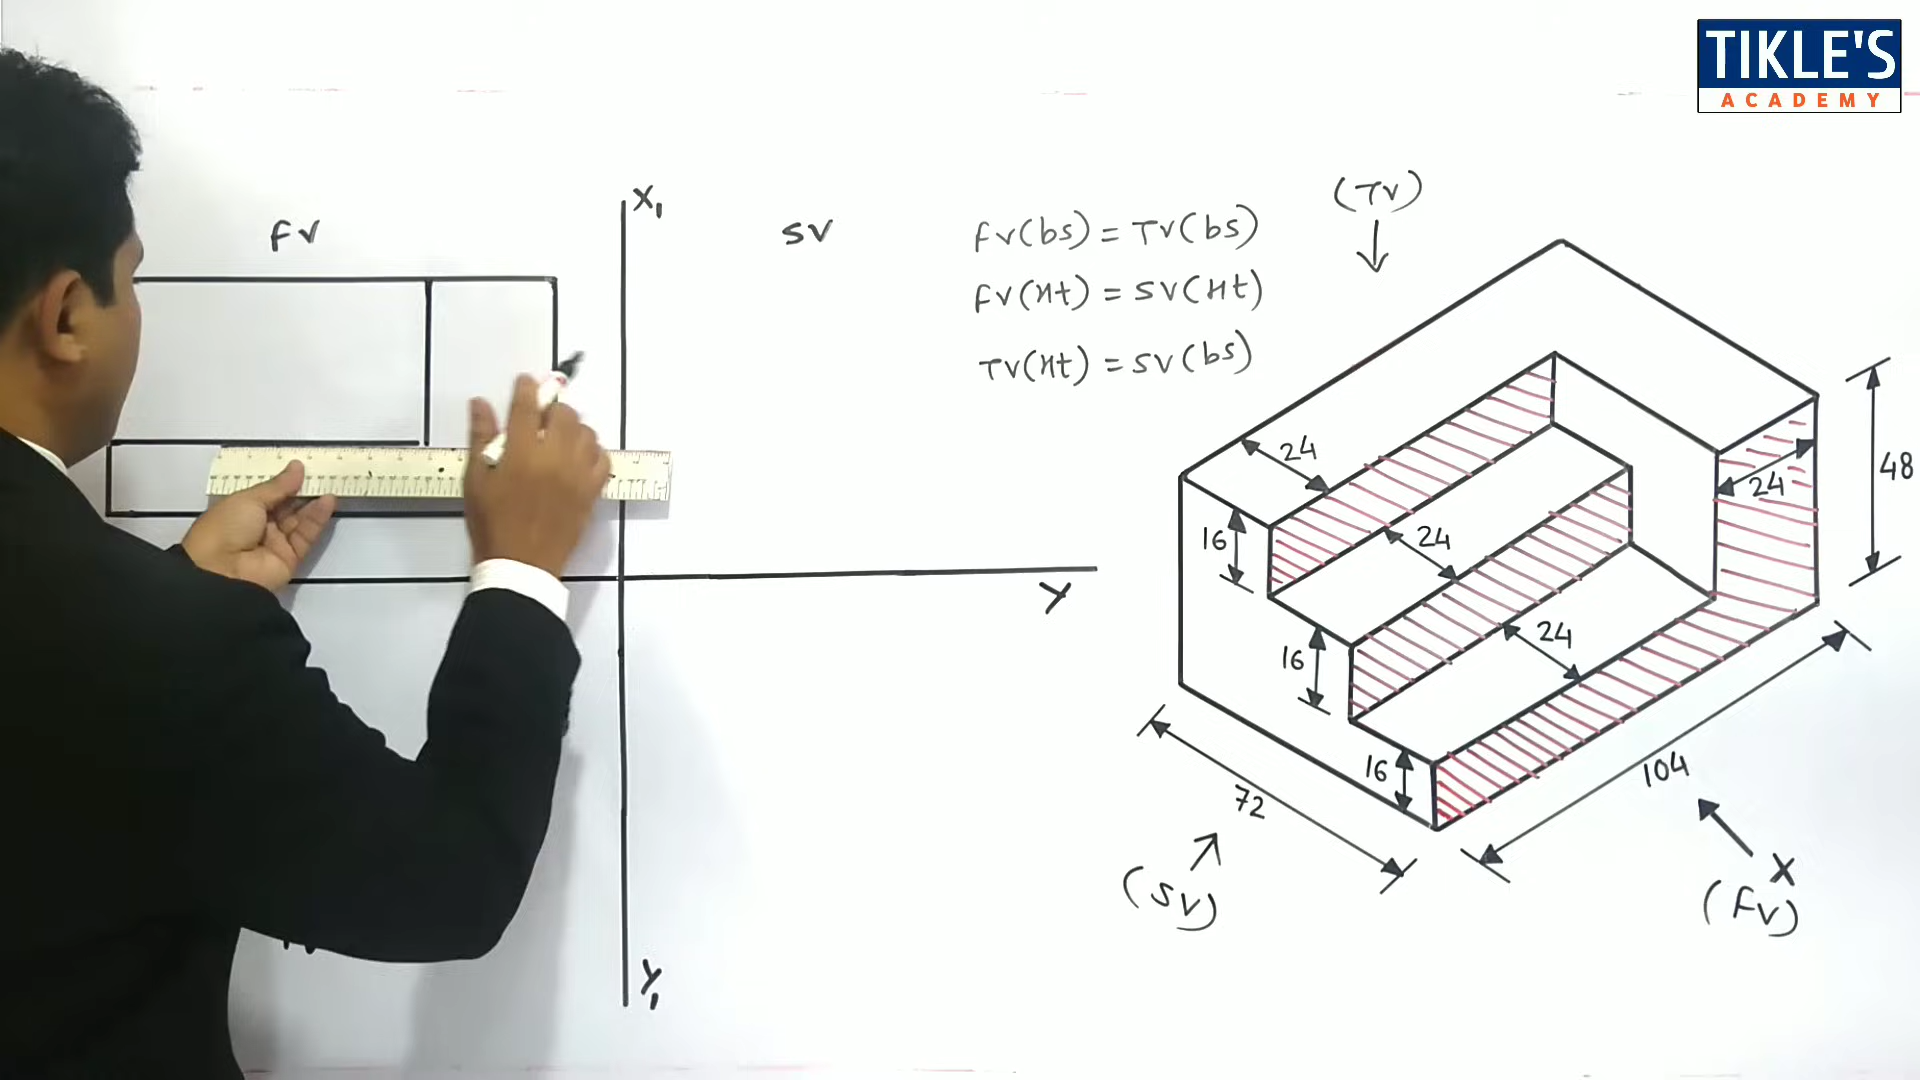 TIKLE'S
ACADEMY
FV
X₁
SV
FV(bs) = TV(bs)
FV(Ht) = SV(Ht)
TV(Ht) = SV(bs)
(TV)
24
24
48
16
24
16
24
16
72
104
(SV)
X
(FV)
Y
Y₁